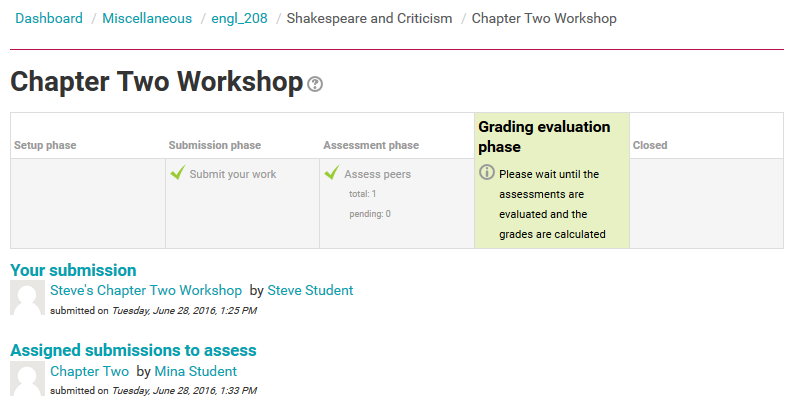 Dashboard / Miscellaneous / engl_208 / Shakespeare and Criticism / Chapter Two Workshop
Chapter Two Workshop
Setup phase
Submission phase
Submit your work
Assessment phase
Assess peers
total: 1
pending: 0
Grading evaluation
phase
Please wait until the
assessments are
evaluated and the
grades are calculated
Closed
Your submission
Steve's Chapter Two Workshop by Steve Student
submitted on Tuesday, June 28, 2016, 1:25 PM
Assigned submissions to assess
Chapter Two by Mina Student
submitted on Tuesday, June 28, 2016, 1:33 PM